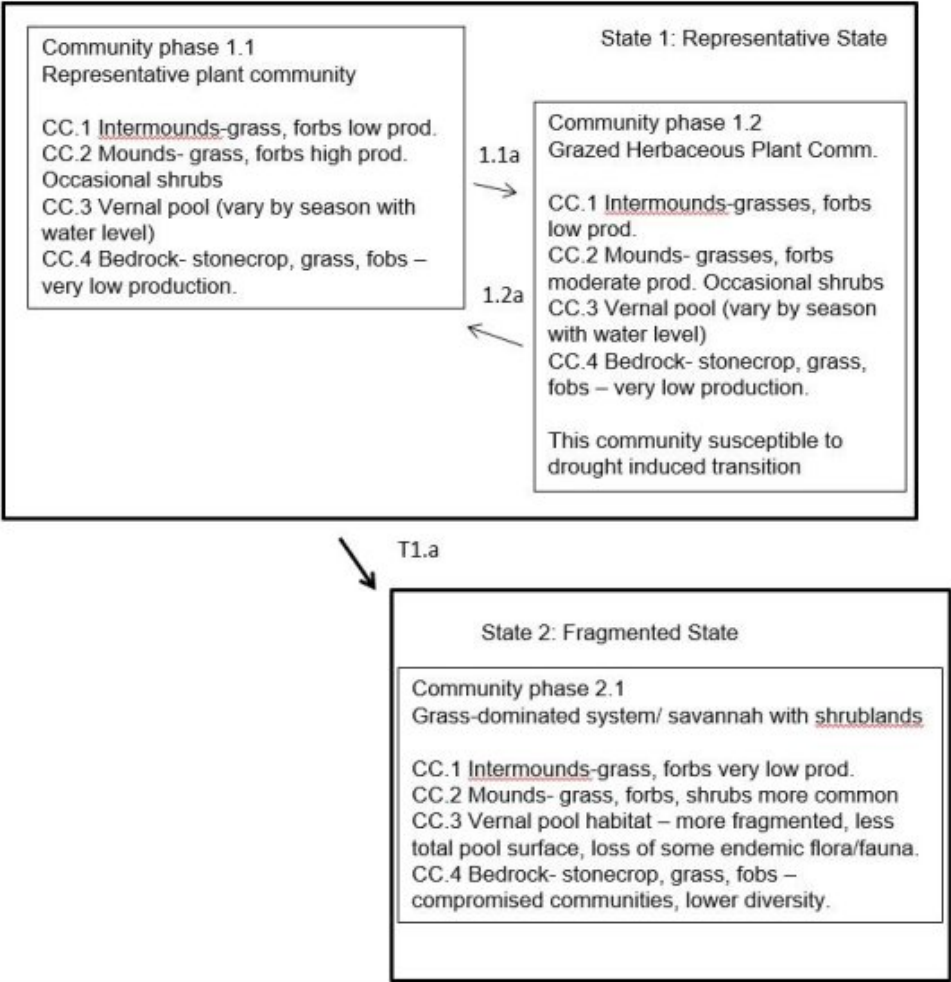 State 1: Representative State
Community phase 1.1
Representative plant community
CC.1 Intermounds-grass, forbs low prod.
CC.2 Mounds- grass, forbs high prod.
Occasional shrubs
CC.3 Vernal pool (vary by season with
water level)
CC.4 Bedrock- stonecrop, grass, fobs –
very low production.
1.1a
1.2a
Community phase 1.2
Grazed Herbaceous Plant Comm.
CC.1 Intermounds-grasses, forbs
low prod.
CC.2 Mounds- grasses, forbs
moderate prod. Occasional shrubs
CC.3 Vernal pool (vary by season
with water level)
CC.4 Bedrock- stonecrop, grass,
fobs – very low production.
This community susceptible to
drought induced transition
T1.a
State 2: Fragmented State
Community phase 2.1
Grass-dominated system/ savannah with shrublands
CC.1 Intermounds-grass, forbs very low prod.
CC.2 Mounds- grass, forbs, shrubs more common
CC.3 Vernal pool habitat – more fragmented, less
total pool surface, loss of some endemic flora/fauna.
CC.4 Bedrock- stonecrop, grass, fobs –
compromised communities, lower diversity.